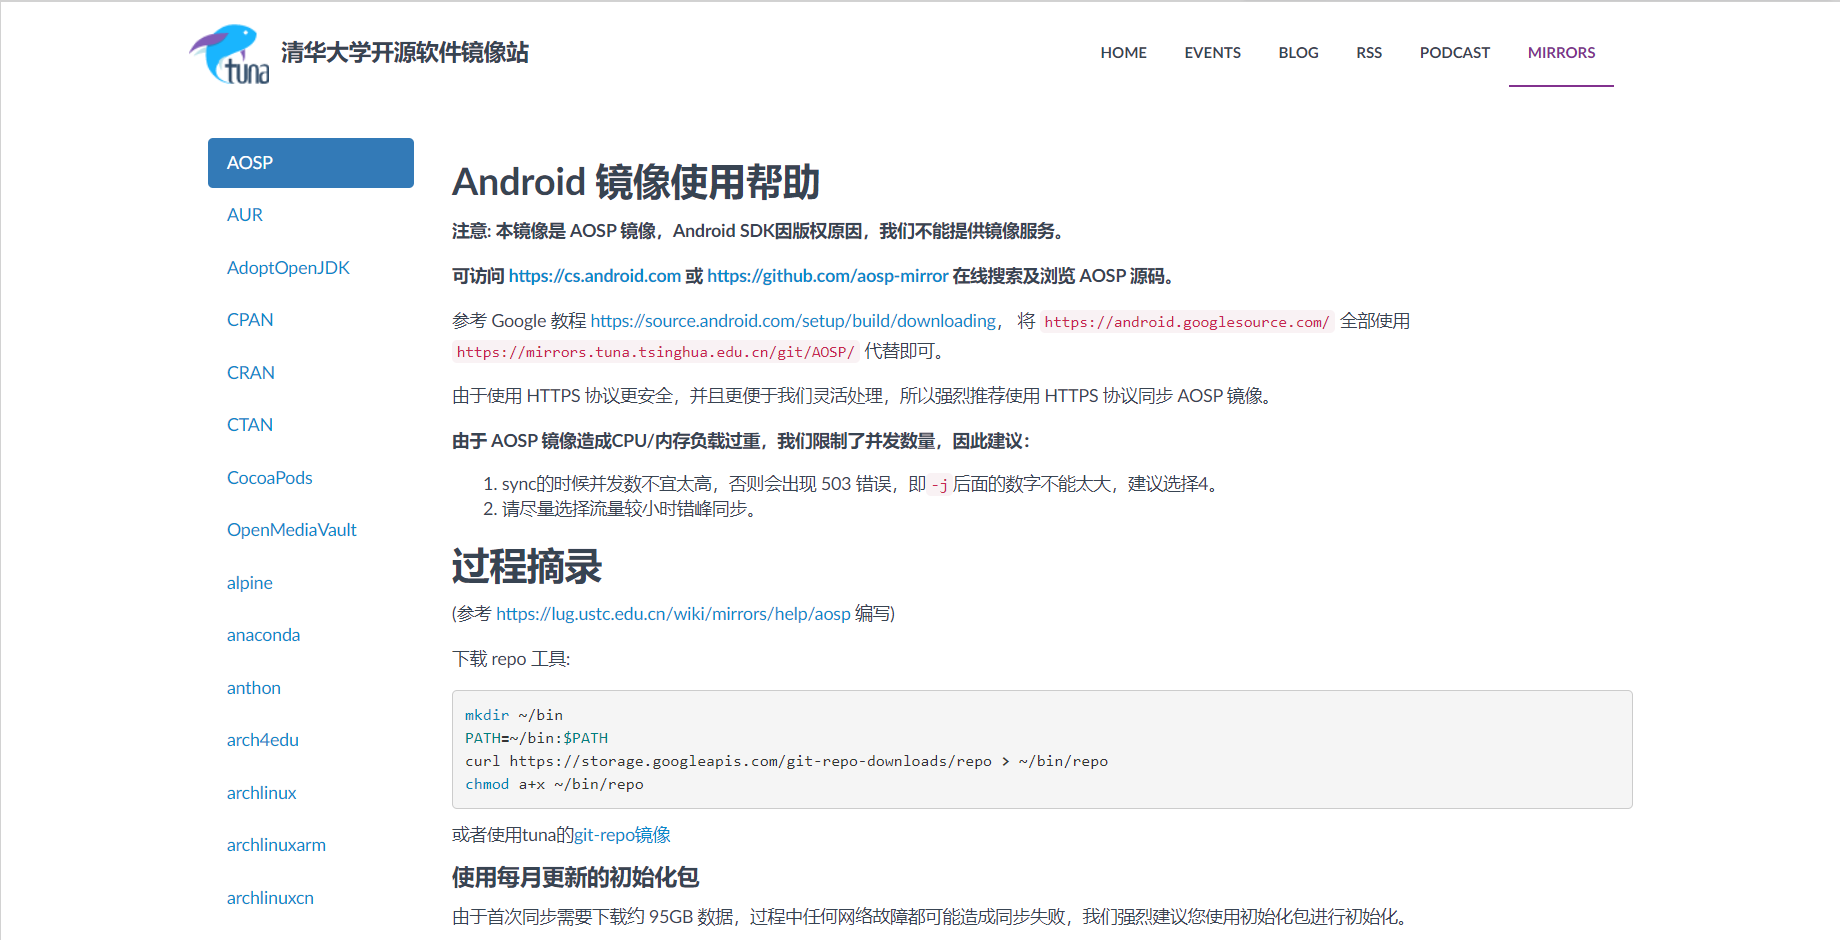 tuna 清华大学开源软件镜像站
HOME EVENTS BLOG RSS PODCAST MIRRORS
AOSP
AUR
AdoptOpenJDK
CPAN
CRAN
CTAN
CocoaPods
OpenMediaVault
alpine
anaconda
anthon
arch4edu
archlinux
archlinuxarm
archlinuxcn
Android 镜像使用帮助
注意: 本镜像是 AOSP 镜像，Android SDK因版权原因，我们不能提供镜像服务。
可访问 https://cs.android.com 或 https://github.com/aosp-mirror 在线搜索及浏览 AOSP 源码。
参考 Google 教程 https://source.android.com/setup/build/downloading， 将 https://android.googlesource.com/ 全部使用
https://mirrors.tuna.tsinghua.edu.cn/git/AOSP/ 代替即可。
由于使用 HTTPS 协议更安全，并且更便于我们灵活处理，所以强烈推荐使用 HTTPS 协议同步 AOSP 镜像。
由于 AOSP 镜像造成CPU/内存负载过重，我们限制了并发数量，因此建议：
1. sync的时候并发数不宜太高，否则会出现 503 错误，即 -j 后面的数字不能太大，建议选择4。
2. 请尽量选择流量较小时错峰同步。
过程摘录
(参考 https://lug.ustc.edu.cn/wiki/mirrors/help/aosp 编写)
下载 repo 工具:
mkdir ~/bin
PATH=~/bin:$PATH
curl https://storage.googleapis.com/git-repo-downloads/repo > ~/bin/repo
chmod a+x ~/bin/repo
或者使用tuna的git-repo镜像
使用每月更新的初始化包
由于首次同步需要下载约 95GB 数据，过程中任何网络故障都可能造成同步失败，我们强烈建议您使用初始化包进行初始化。